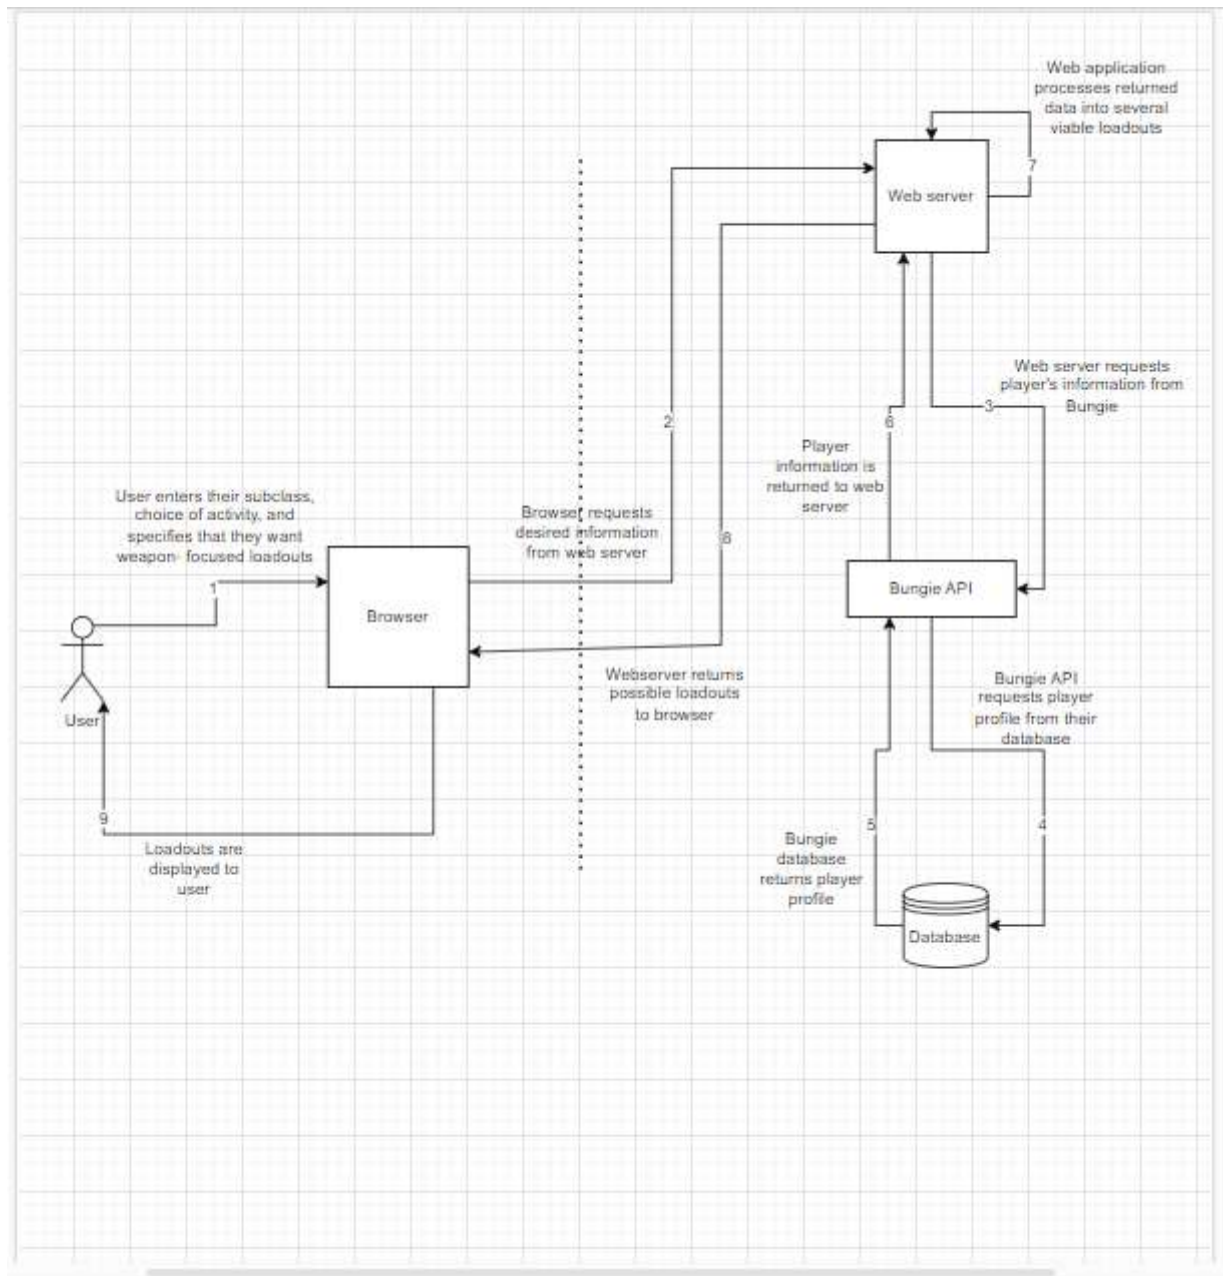 Web application
processes returned
data into several
viable loadouts
7
Web server
Web server requests
player's information from
Bungie
3
2
6
Player
information is
returned to web
server
User enters their subclass,
choice of activity, and
specifies that they want
weapon- focused loadouts
Browser requests
desired information
from web server
8
1
Browser
Bungie API
User
Webserver returns
possible loadouts
to browser
Bungie API
requests player
profile from their
database
9
5
4
Loadouts are
displayed to
user
Bungie
database
returns player
profile
Database